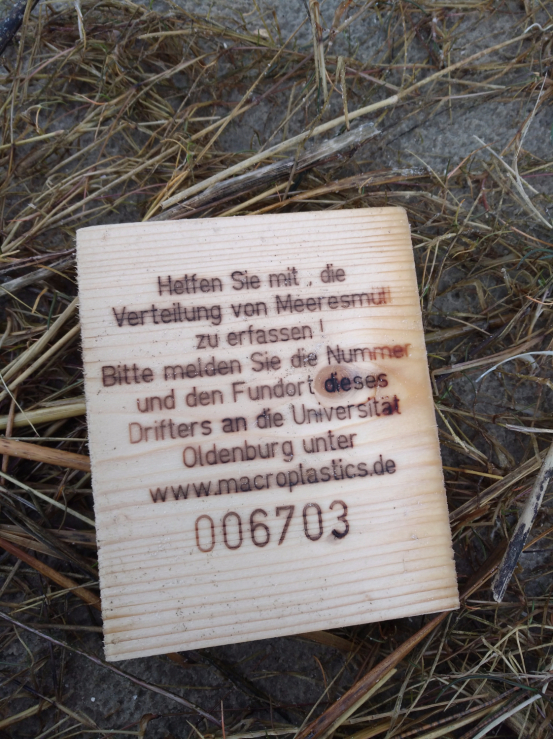 Helfen Sie mit, die
Verteilung von Meeresmüll
zu erfassen!
Bitte melden Sie die Nummer
und den Fundort dieses
Drifters an die Universität
Oldenburg unter
www.macroplastics.de
006703